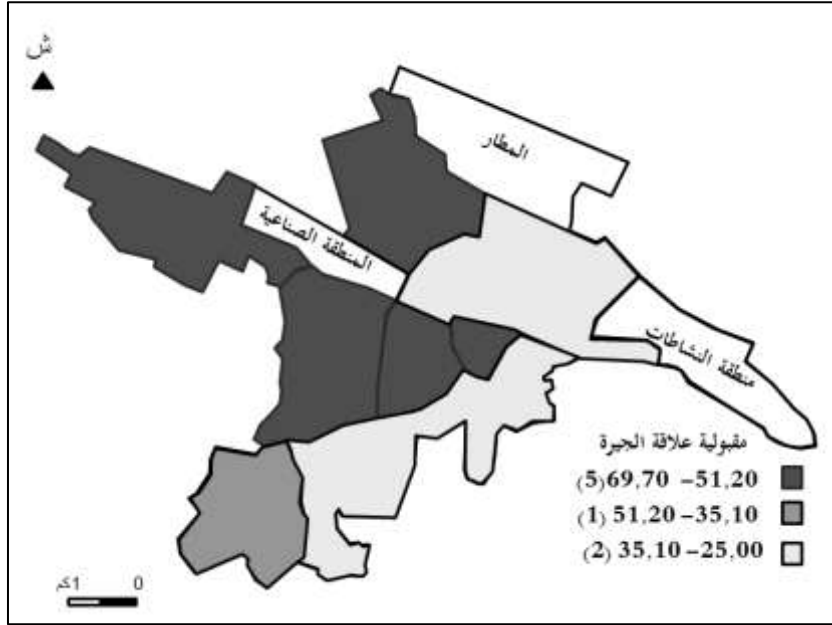 ش
المطار
المنطقة الصناعية
منطقة النشاطات
مقبولية علاقة الجيرة
51,20– 69,70(5)
35,10– 51,20 (1)
25,00– 35,10 (2)
0 1كم